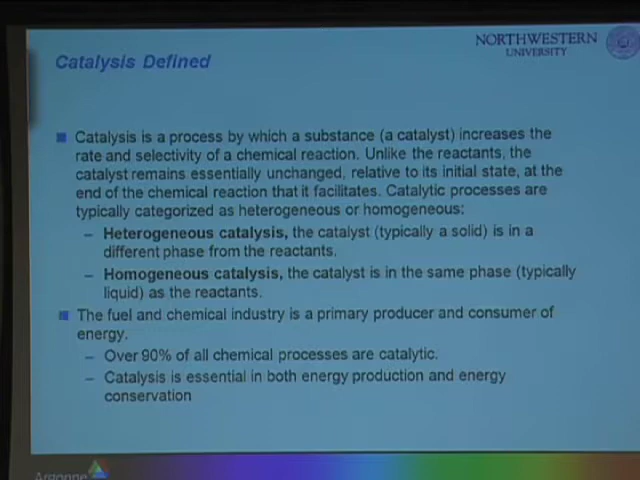 NORTHWESTERN
UNIVERSITY
Catalysis Defined
Catalysis is a process by which a substance (a catalyst) increases the
rate and selectivity of a chemical reaction. Unlike the reactants, the
catalyst remains essentially unchanged, relative to its initial state, at the
end of the chemical reaction that it facilitates. Catalytic processes are
typically categorized as heterogeneous or homogeneous:
– Heterogeneous catalysis, the catalyst (typically a solid) is in a
different phase from the reactants.
– Homogeneous catalysis, the catalyst is in the same phase (typically
liquid) as the reactants.
The fuel and chemical industry is a primary producer and consumer of
energy.
– Over 90% of all chemical processes are catalytic.
– Catalysis is essential in both energy production and energy
conservation
Argonne